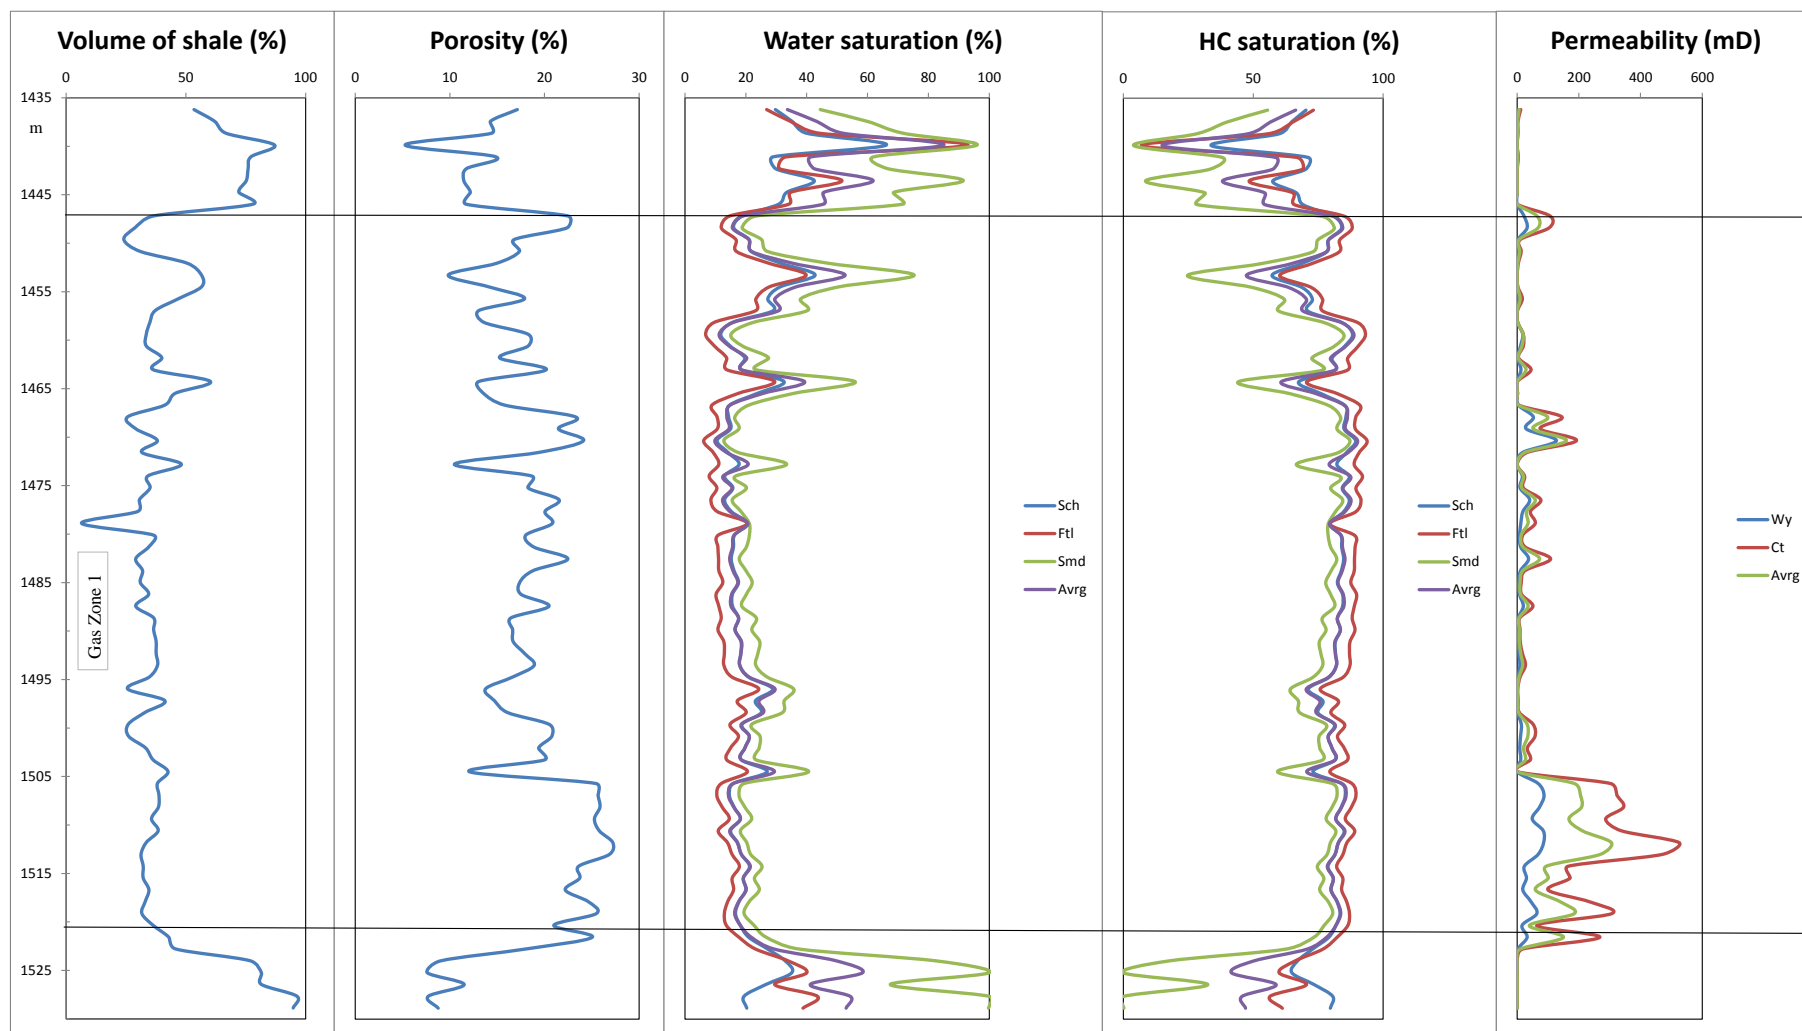 Volume of shale (%)
Porosity (%)
Water saturation (%)
HC saturation (%)
Permeability (mD)
0 50 100
0 10 20 30
0 20 40 60 80 100
0 50 100
0 200 400 600
1435
m
1445
1455
1465
1475
1485
1495
1505
1515
1525
Gas Zone 1
Sch
Ftl
Smd
Avrg
Sch
Ftl
Smd
Avrg
Wy
Ct
Avrg